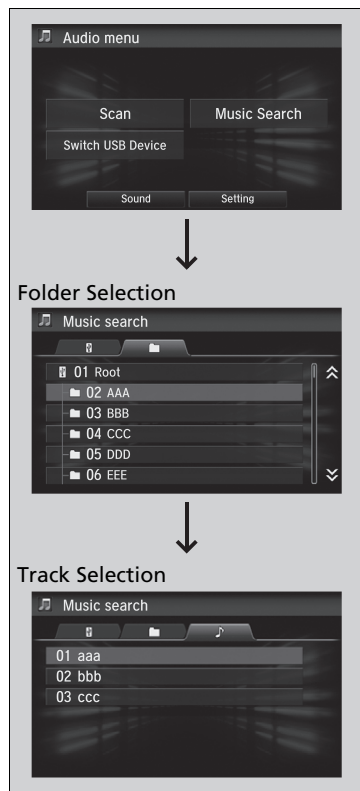 Audio menu
Scan Music Search
Switch USB Device
Sound Setting
Folder Selection
Music search
01 Root
02 AAA
03 BBB
04 CCC
05 DDD
06 EEE
Track Selection
Music search
01 aaa
02 bbb
03 ccc